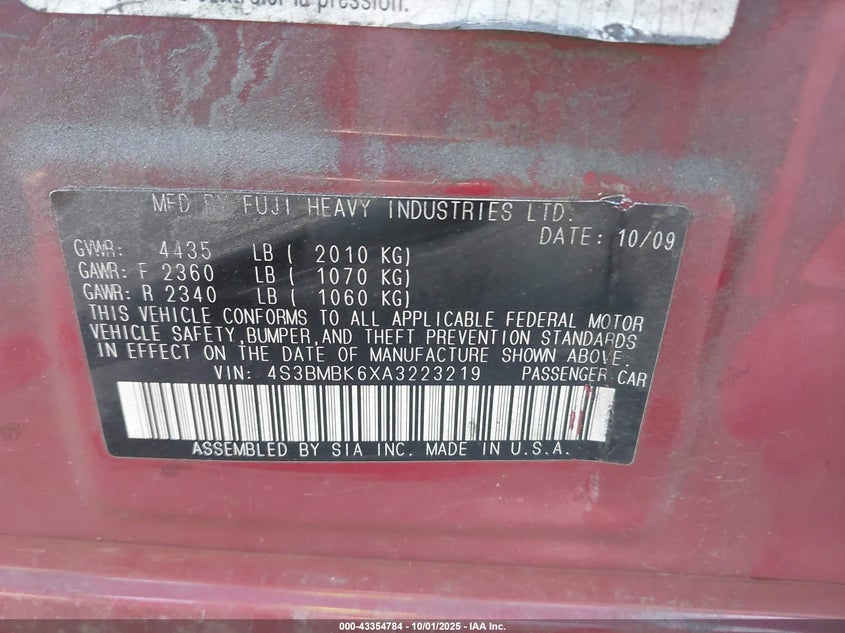 la pression.
MFD BY FUJI HEAVY INDUSTRIES LTD.
DATE: 10/09
GVWR: 4435 LB ( 2010 KG)
GAWR: F 2360 LB ( 1070 KG)
GAWR: R 2340 LB ( 1060 KG)
THIS VEHICLE CONFORMS TO ALL APPLICABLE FEDERAL MOTOR
VEHICLE SAFETY,BUMPER,AND THEFT PREVENTION STANDARDS
IN EFFECT ON THE DATE OF MANUFACTURE SHOWN ABOVE.
VIN: 4S3BMBK6XA3223219 PASSENGER CAR
ASSEMBLED BY SIA INC. MADE IN U.S.A.
000-43354784 - 10/01/2025 - IAA Inc.